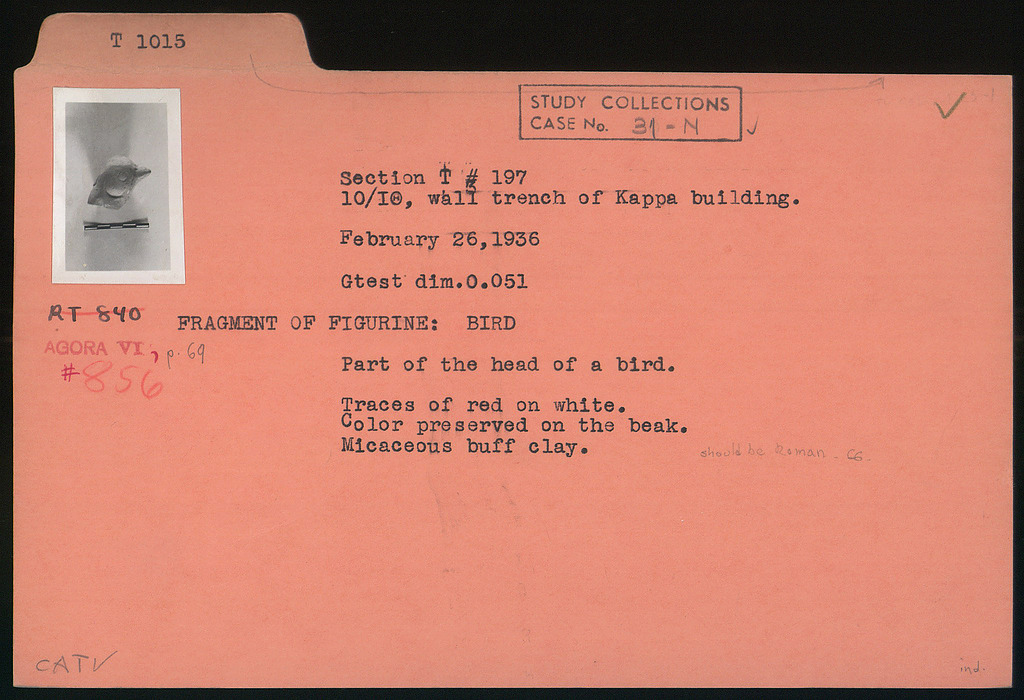 T 1015
STUDY COLLECTIONS
CASE No. 31-N
Section T # 197
10/IΘ, wall trench of Kappa building.
February 26,1936
Gtest dim.0.051
RT 840
FRAGMENT OF FIGURINE: BIRD
AGORA VI, p. 69
#856
Part of the head of a bird.
Traces of red on white.
Color preserved on the beak.
Micaceous buff clay.
should be Roman - CG-
CATV
ind.